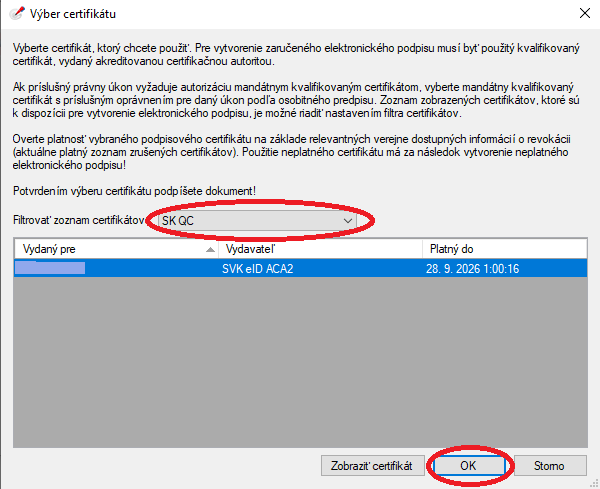 Výber certifikátu
Vyberte certifikát, ktorý chcete použiť. Pre vytvorenie zaručeného elektronického podpisu musí byť použitý kvalifikovaný
certifikát, vydaný akreditovanou certifikačnou autoritou.
Ak príslušný právny úkon vyžaduje autorizáciu mandátnym kvalifikovaným certifikátom, vyberte mandátny kvalifikovaný
certifikát s príslušným oprávnením pre daný úkon podľa osobitného predpisu. Zoznam zobrazených certifikátov, ktoré sú
k dispozícii pre vytvorenie elektronického podpisu, je možné riadiť nastavením filtra certifikátov.
Overte platnosť vybraného podpisového certifikátu na základe relevantných verejne dostupných informácií o revokácii
(aktuálne platný zoznam zrušených certifikátov). Použitie neplatného certifikátu má za následok vytvorenie neplatného
elektronického podpisu!
Potvrdením výberu certifikátu podpíšete dokument!
Filtrovať zoznam certifikátov SK QC
Vydaný pre Vydavateľ Platný do
SVK eID ACA2 28. 9. 2026 1:00:16
Zobraziť certifikát OK Storno